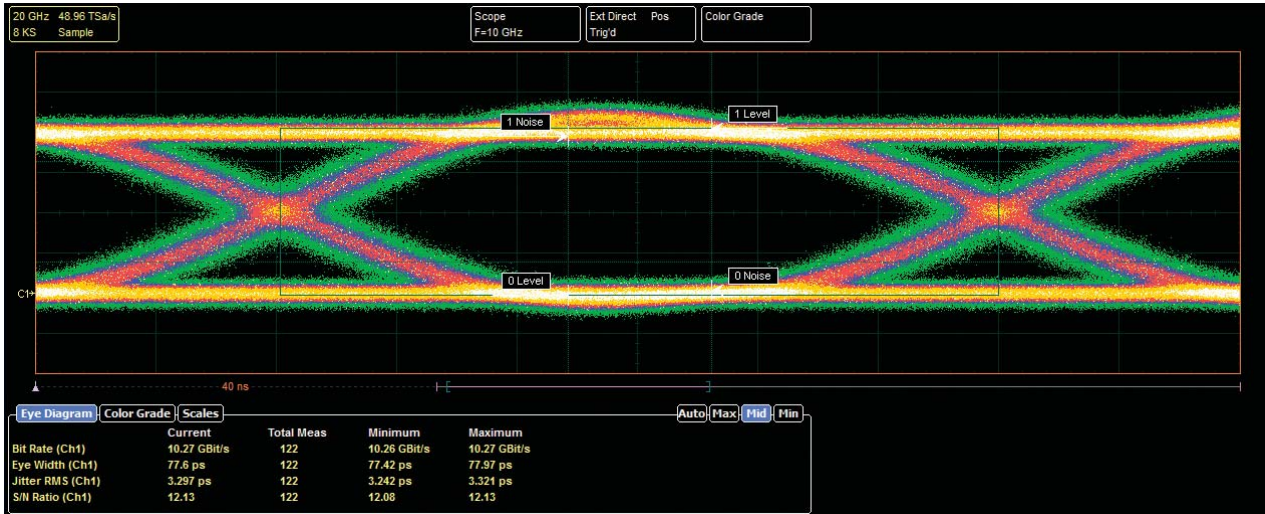 20 GHz 48.96 TSa/s
8 KS Sample
Scope
F=10 GHz
Ext Direct Pos
Trig'd
Color Grade
1 Noise
1 Level
0 Level
0 Noise
C1
40 ns
Eye Diagram Color Grade Scales Auto Max Mid Min
Current Total Meas Minimum Maximum
Bit Rate (Ch1) 10.27 GBit/s 122 10.26 GBit/s 10.27 GBit/s
Eye Width (Ch1) 77.6 ps 122 77.42 ps 77.97 ps
Jitter RMS (Ch1) 3.297 ps 122 3.242 ps 3.321 ps
S/N Ratio (Ch1) 12.13 122 12.08 12.13